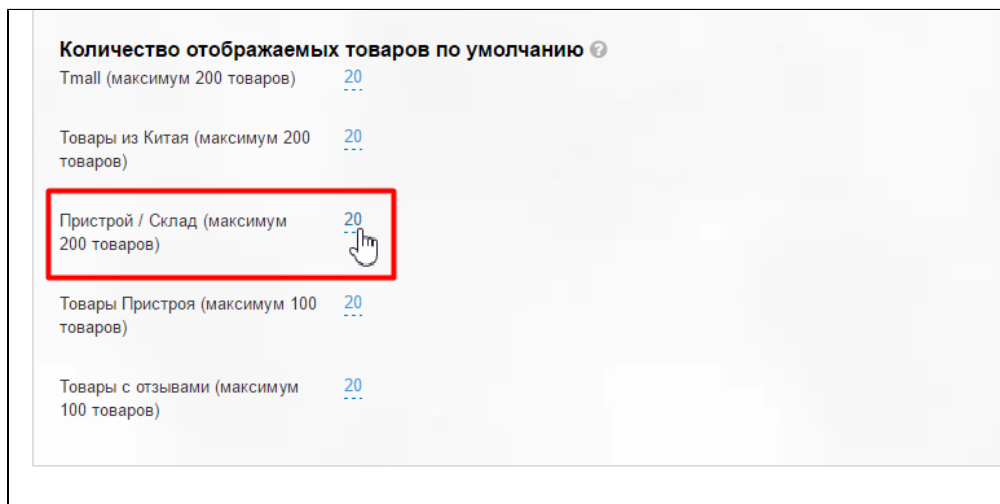 Количество отображаемых товаров по умолчанию ?
Tmall (максимум 200 товаров) 20
Товары из Китая (максимум 200 20
товаров)
Пристрой / Склад (максимум 20
200 товаров)
Товары Пристроя (максимум 100 20
товаров)
Товары с отзывами (максимум 20
100 товаров)